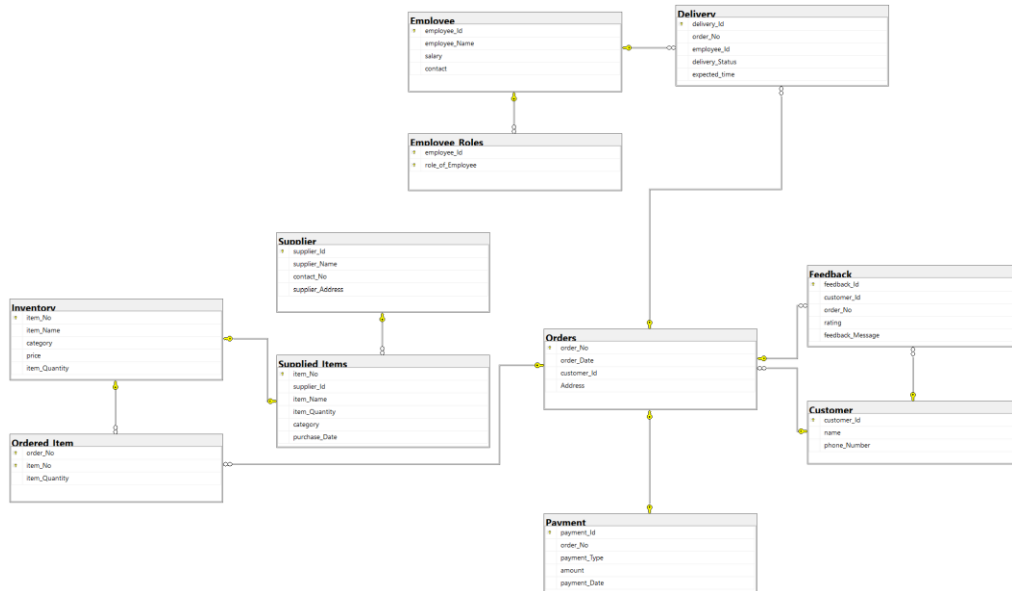 Employee
employee_Id
employee_Name
salary
contact
Delivery
delivery_Id
order_No
employee_Id
delivery_Status
expected_time
Employee_Roles
employee_Id
role_of_Employee
Supplier
supplier_Id
supplier_Name
contact_No
supplier_Address
Feedback
feedback_Id
customer_Id
order_No
rating
feedback_Message
Inventory
item_No
item_Name
category
price
item_Quantity
Orders
order_No
order_Date
customer_Id
Address
Supplied_Items
item_No
supplier_Id
item_Name
item_Quantity
category
purchase_Date
Customer
customer_Id
name
phone_Number
Ordered_Item
order_No
item_No
item_Quantity
Payment
payment_Id
order_No
payment_Type
amount
payment_Date